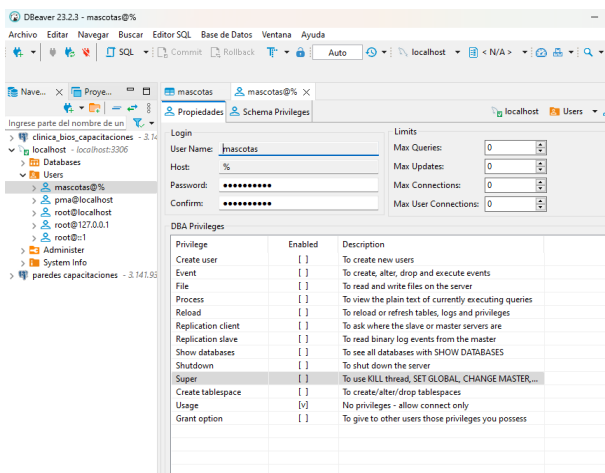 DBeaver 23.2.3 - mascotas@%
Archivo Editar Navegar Buscar Editor SQL Base de Datos Ventana Ayuda
SQL Commit Rollback Auto localhost < N/A >
Nave... Proye... mascotas mascotas@%
Propiedades Schema Privileges localhost Users
Ingrese parte del nombre de un
clinica_bios_capacitaciones - 3.14
localhost - localhost:3306
Databases
Users
mascotas@%
pma@localhost
root@localhost
root@127.0.0.1
root@::1
Administer
System Info
paredes capacitaciones - 3.141.93
Login
User Name: mascotas
Host: %
Password: ••••••••••
Confirm: ••••••••••
Limits
Max Queries: 0
Max Updates: 0
Max Connections: 0
Max User Connections: 0
DBA Privileges
Privilege Enabled Description
Create user [ ] To create new users
Event [ ] To create, alter, drop and execute events
File [ ] To read and write files on the server
Process [ ] To view the plain text of currently executing queries
Reload [ ] To reload or refresh tables, logs and privileges
Replication client [ ] To ask where the slave or master servers are
Replication slave [ ] To read binary log events from the master
Show databases [ ] To see all databases with SHOW DATABASES
Shutdown [ ] To shut down the server
Super [ ] To use KILL thread, SET GLOBAL, CHANGE MASTER,...
Create tablespace [ ] To create/alter/drop tablespaces
Usage [v] No privileges - allow connect only
Grant option [ ] To give to other users those privileges you possess